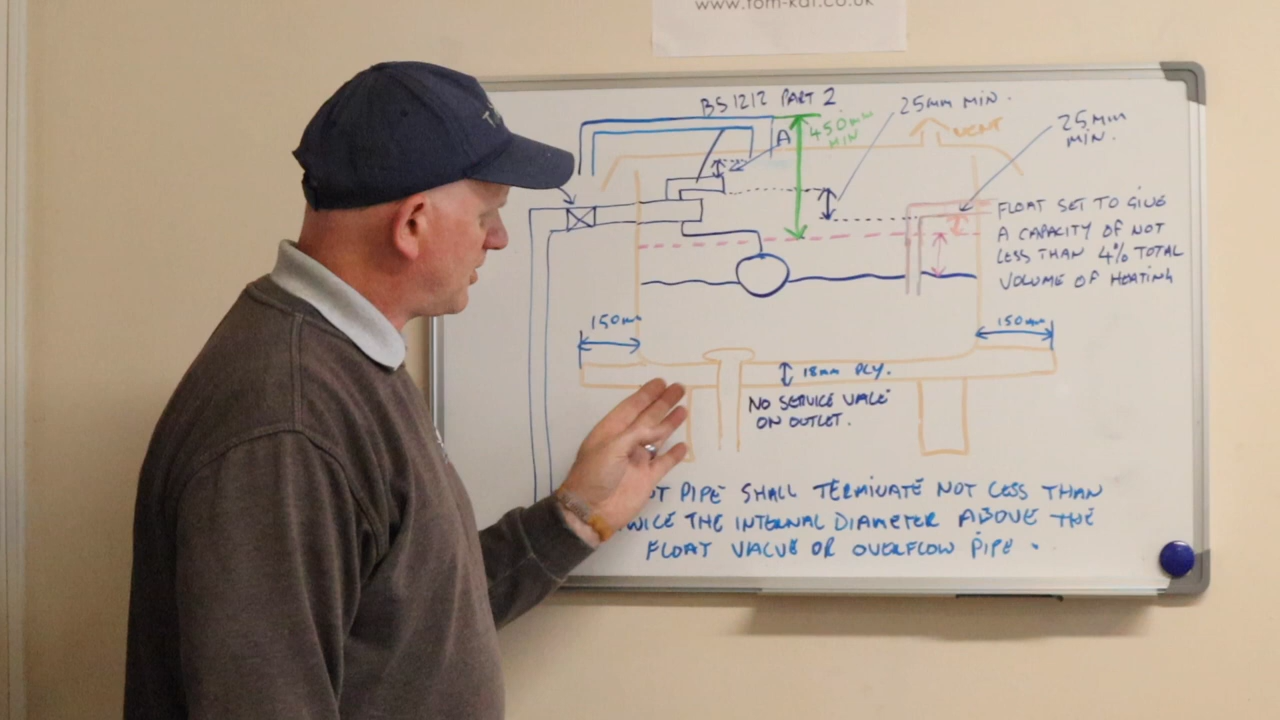 www.tom-kat.co.uk
BS 1212 PART 2
25mm MIN.
450mm
MIN
A
VENT
25mm
MIN.
FLOAT SET TO GIVE
A CAPACITY OF NOT
LESS THAN 4% TOTAL
VOLUME OF HEATING
150mm
150mm
18mm PLY.
NO SERVICE VALVE
ON OUTLET.
PIPE SHALL TERMINATE NOT LESS THAN
THE INTERNAL DIAMETER ABOVE THE
FLOAT VALVE OR OVERFLOW PIPE.